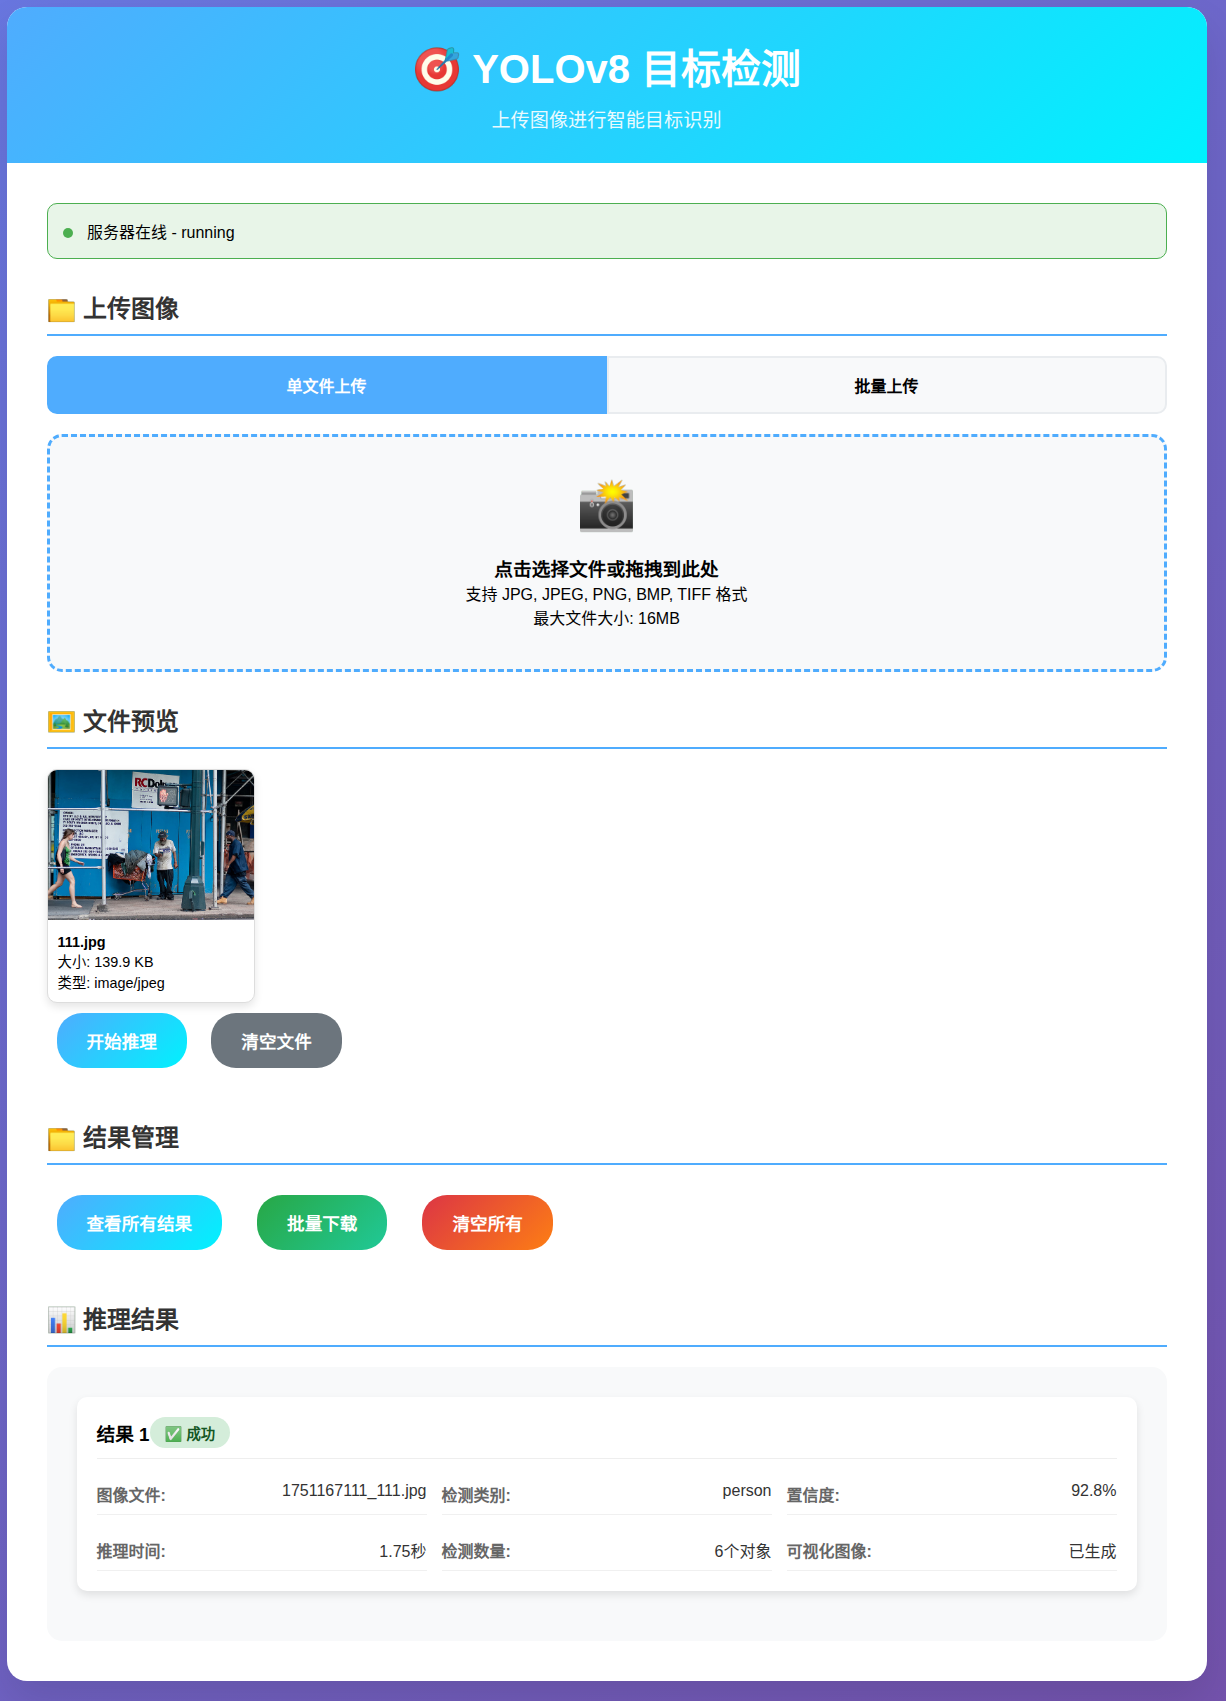 YOLOv8 目标检测
上传图像进行智能目标识别
服务器在线 - running
上传图像
单文件上传
批量上传
点击选择文件或拖拽到此处
支持 JPG, JPEG, PNG, BMP, TIFF 格式
最大文件大小: 16MB
文件预览
111.jpg
大小: 139.9 KB
类型: image/jpeg
开始推理
清空文件
结果管理
查看所有结果
批量下载
清空所有
推理结果
结果 1
成功
图像文件: 1751167111_111.jpg
检测类别: person
置信度: 92.8%
推理时间: 1.75秒
检测数量: 6个对象
可视化图像: 已生成